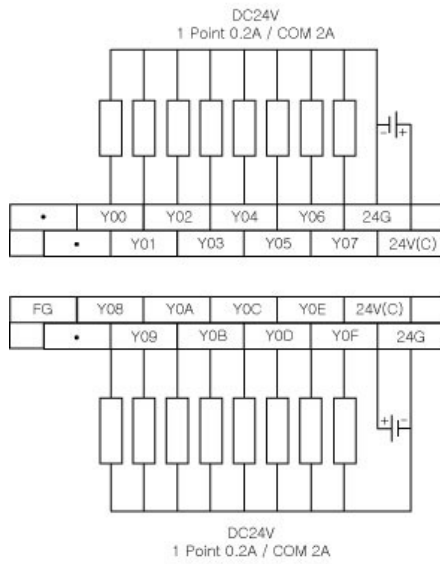 DC24V
1 Point 0.2A / COM 2A
- +
• Y00 Y02 Y04 Y06 24G
• Y01 Y03 Y05 Y07 24V(C)
FG Y08 Y0A Y0C Y0E 24V(C)
• Y09 Y0B Y0D Y0F 24G
+ -
DC24V
1 Point 0.2A / COM 2A